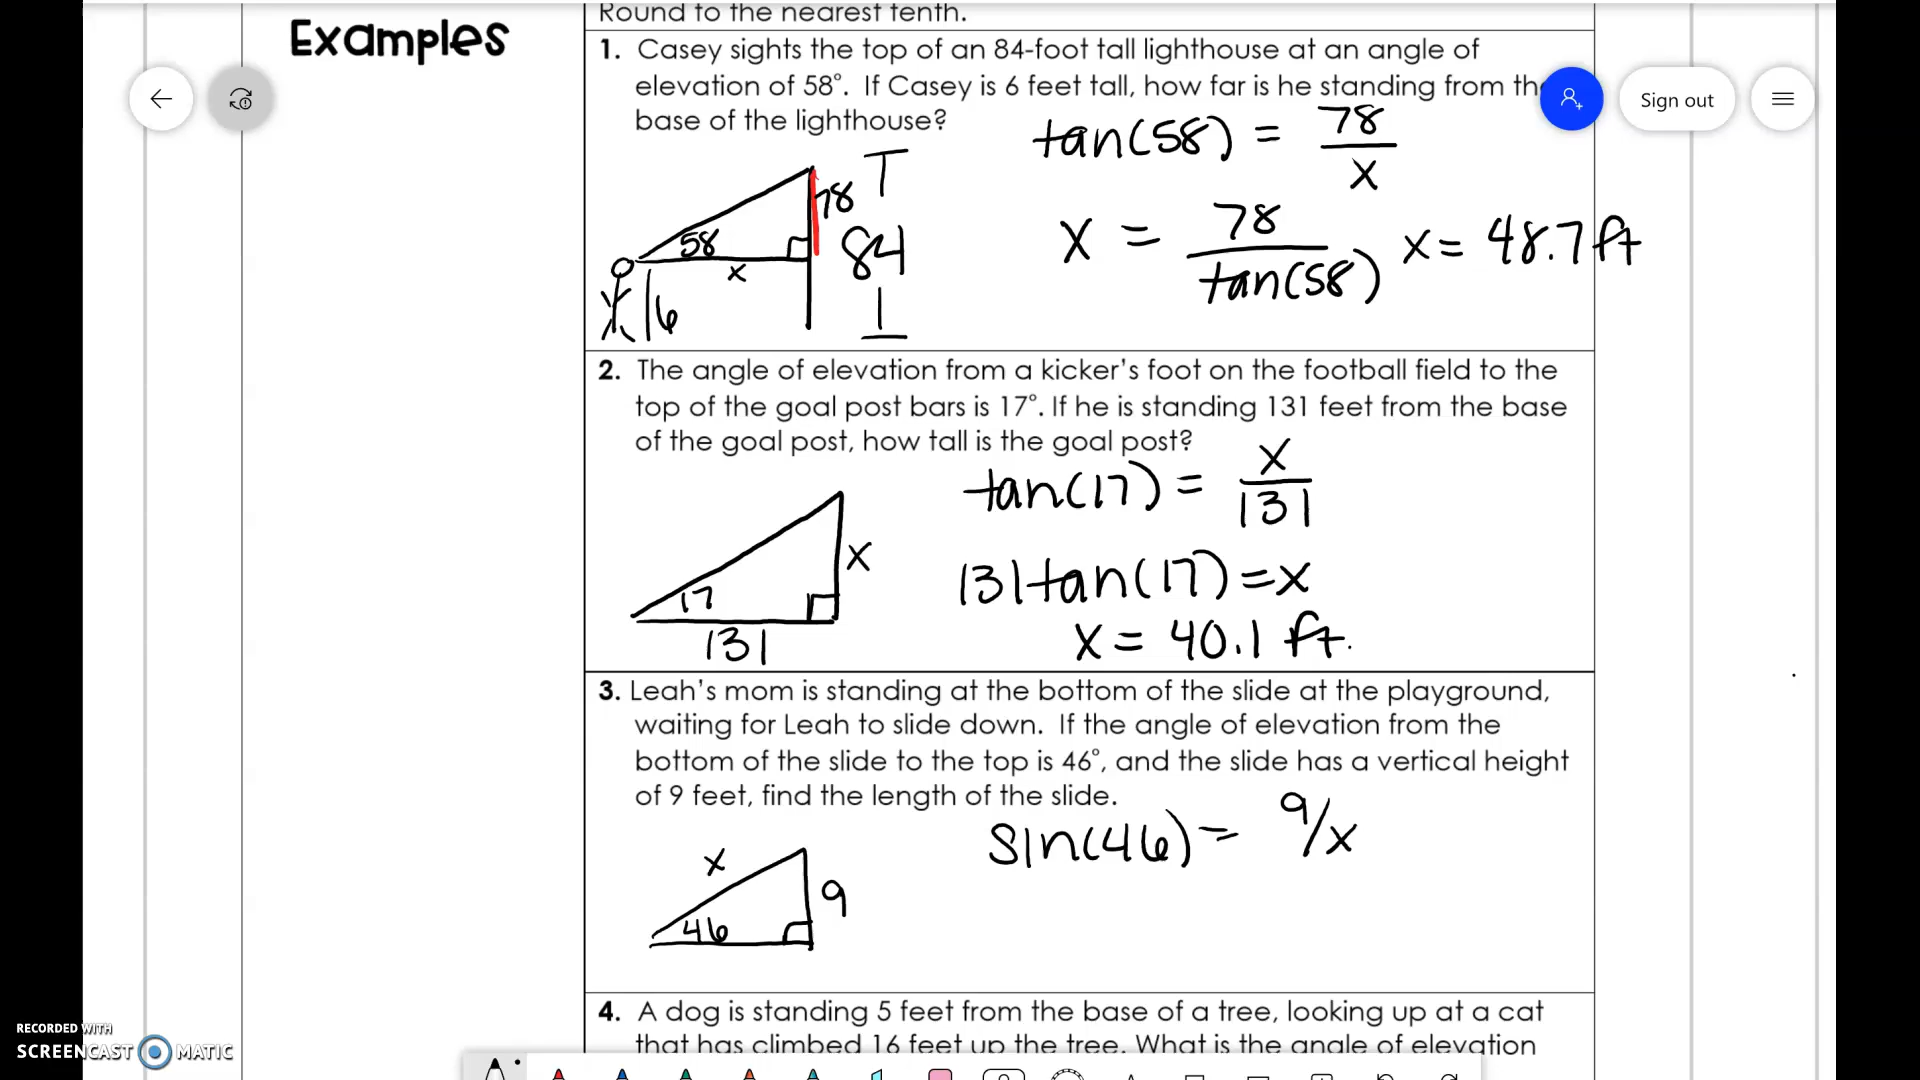 Round to the nearest tenth.
Examples
1. Casey sights the top of an 84-foot tall lighthouse at an angle of
elevation of 58°. If Casey is 6 feet tall, how far is he standing from
base of the lighthouse?
Sign out
tan(58) = 78/x
78
84
58
x
6
x = 78/tan(58) x = 48.7 ft
2. The angle of elevation from a kicker's foot on the football field to the
top of the goal post bars is 17°. If he is standing 131 feet from the base
of the goal post, how tall is the goal post?
tan(17) = x/131
x
17
131
131tan(17) = x
x = 40.1 ft.
3. Leah's mom is standing at the bottom of the slide at the playground,
waiting for Leah to slide down. If the angle of elevation from the
bottom of the slide to the top is 46°, and the slide has a vertical height
of 9 feet, find the length of the slide.
sin(46) = 9/x
x
9
46
4. A dog is standing 5 feet from the base of a tree, looking up at a cat
that has climbed 16 feet up the tree. What is the angle of elevation
RECORDED WITH
SCREENCAST MATIC